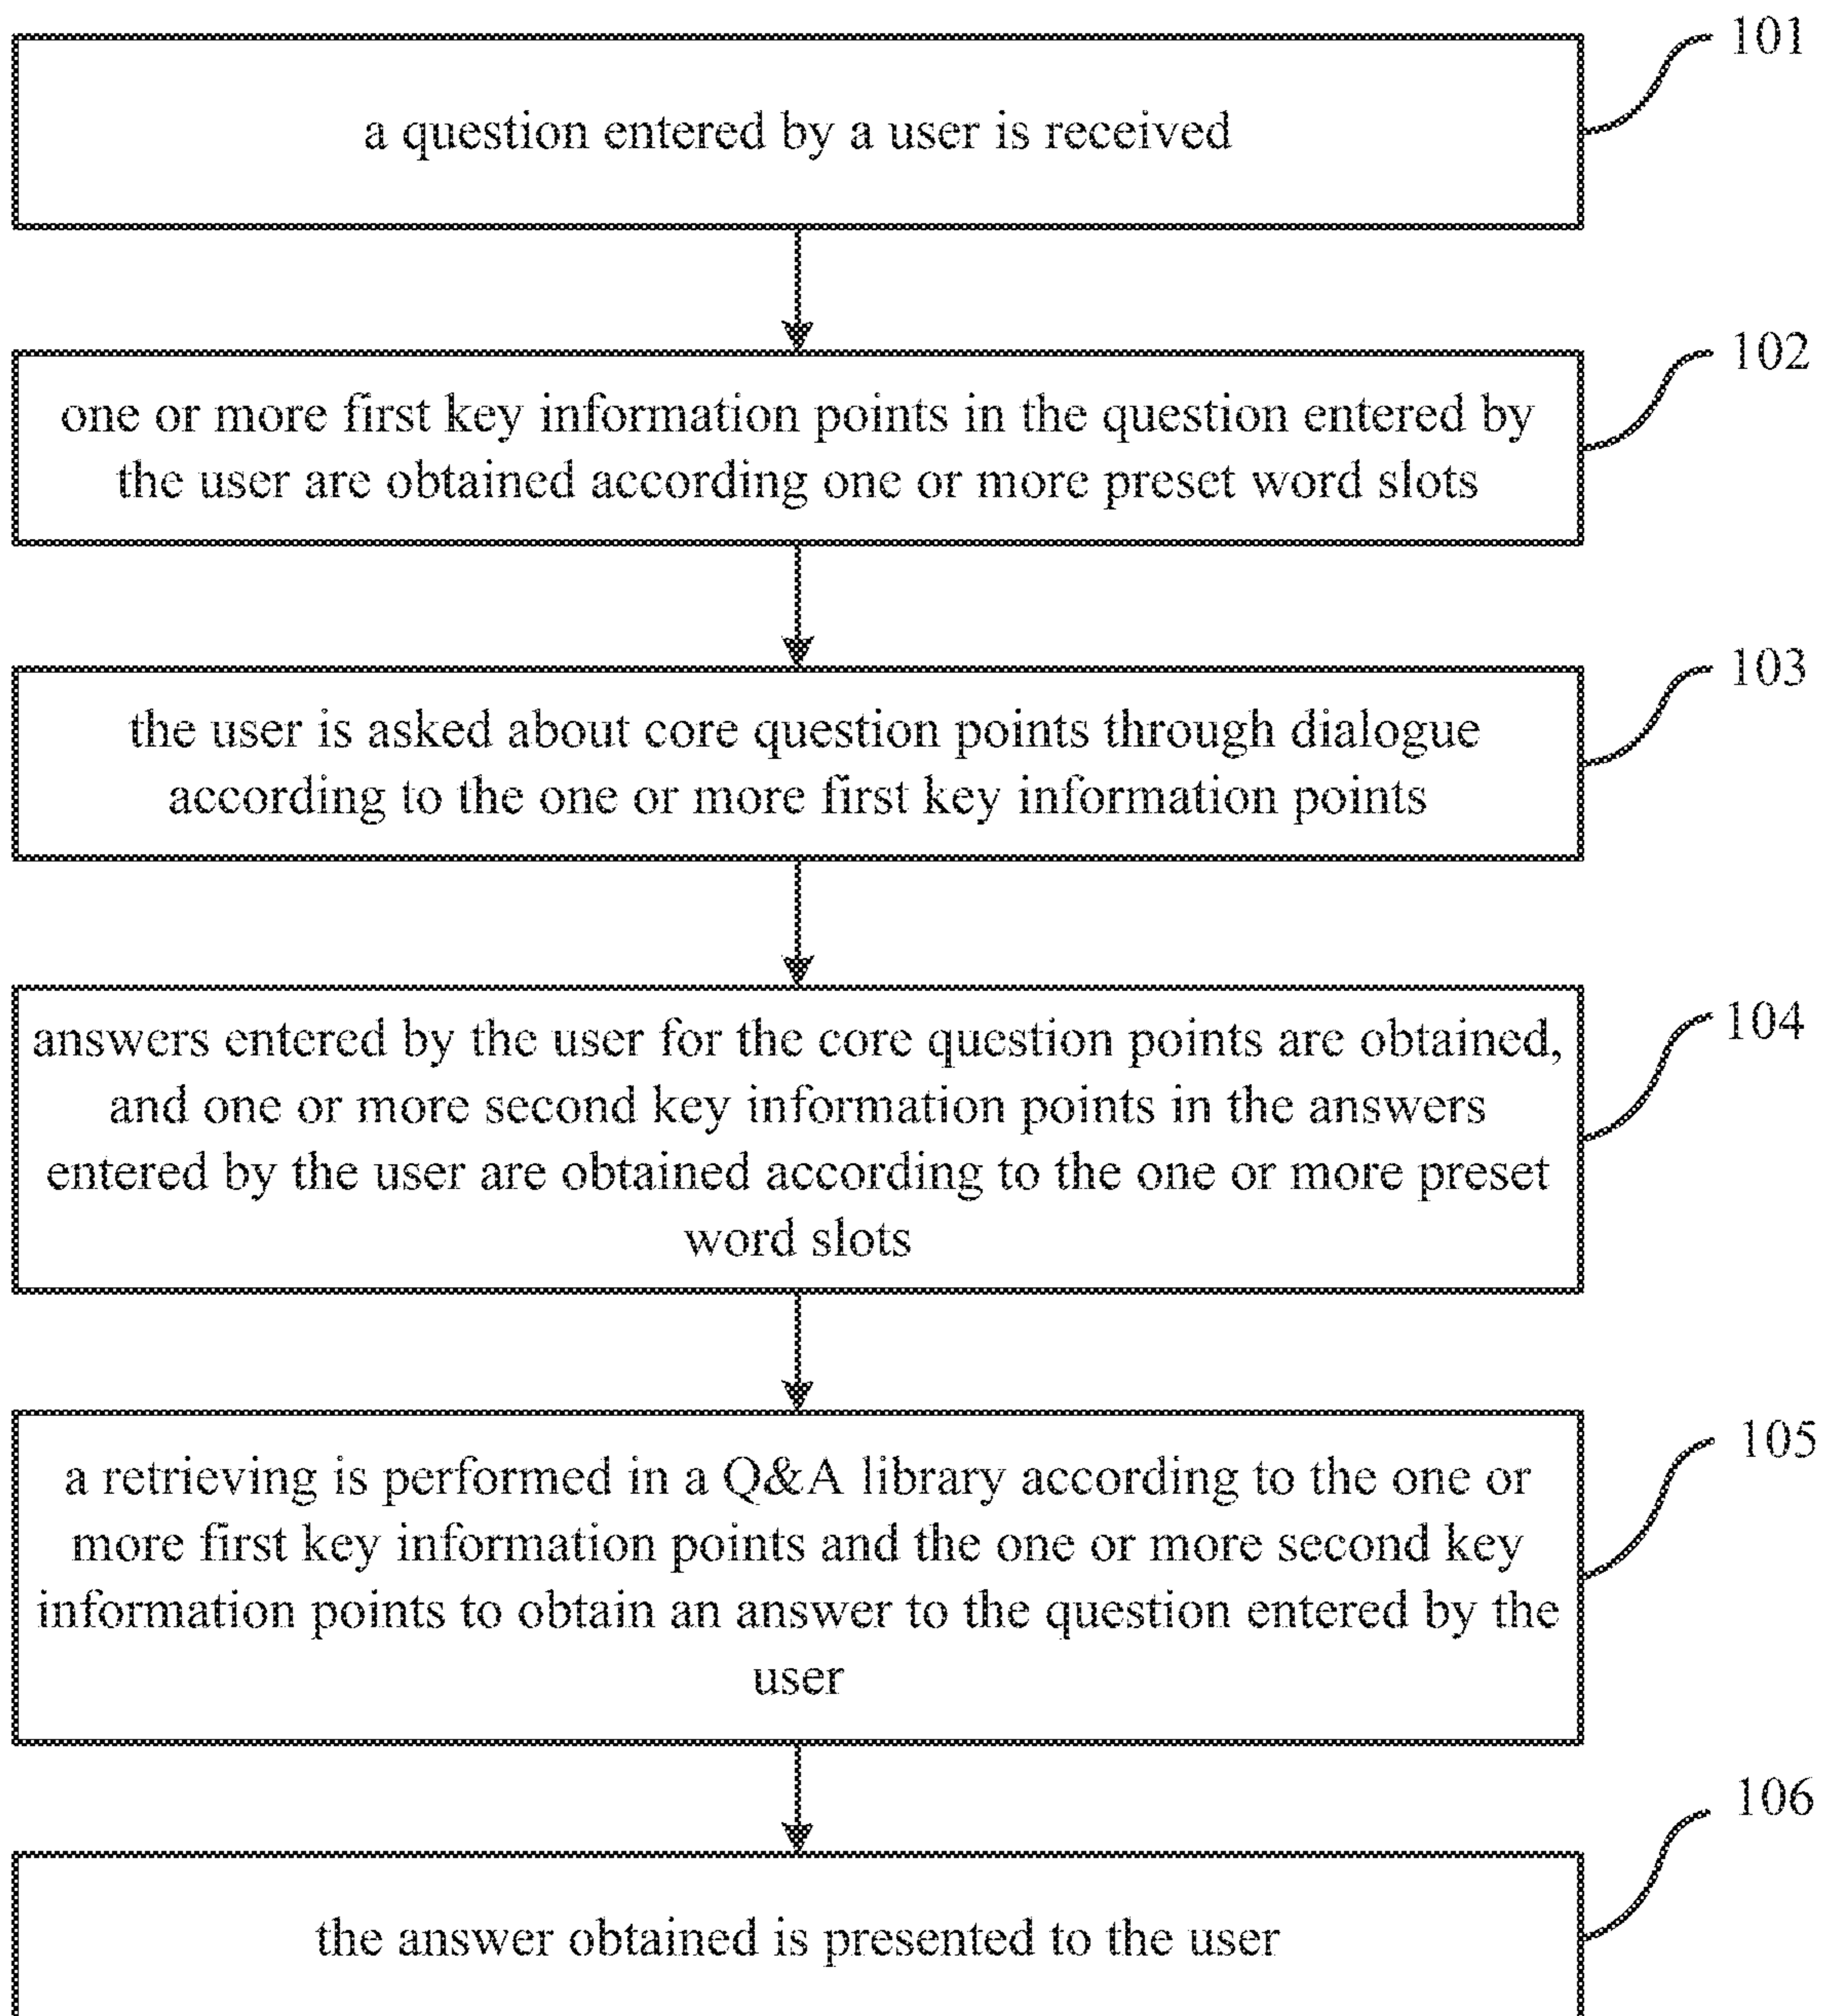 101
a question entered by a user is received
102
one or more first key information points in the question entered by
the user are obtained according one or more preset word slots
103
the user is asked about core question points through dialogue
according to the one or more first key information points
104
answers entered by the user for the core question points are obtained,
and one or more second key information points in the answers
entered by the user are obtained according to the one or more preset
word slots
105
a retrieving is performed in a Q&A library according to the one or
more first key information points and the one or more second key
information points to obtain an answer to the question entered by the
user
106
the answer obtained is presented to the user